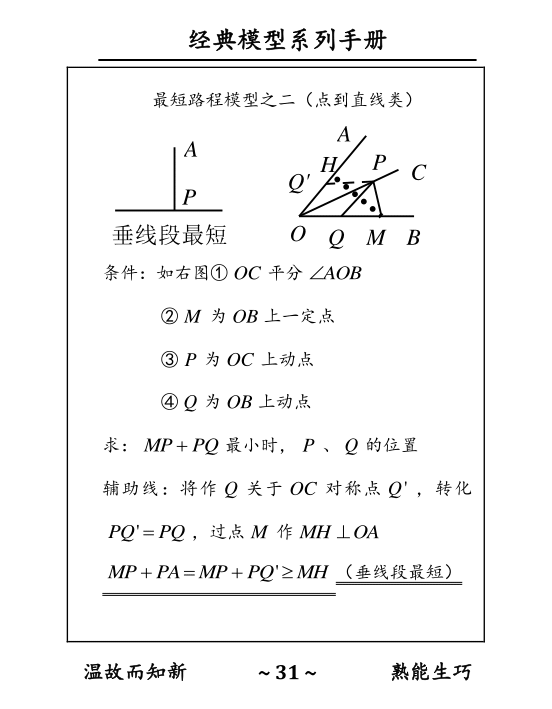 经典模型系列手册
最短路程模型之二（点到直线类）
A
P
垂线段最短
A
H
P
C
Q'
O
Q
M
B
条件：如右图① OC 平分 ∠AOB
② M 为 OB 上一定点
③ P 为 OC 上动点
④ Q 为 OB 上动点
求： MP + PQ 最小时， P 、 Q 的位置
辅助线：将作 Q 关于 OC 对称点 Q' ，转化
PQ' = PQ ，过点 M 作 MH ⊥ OA
MP + PA = MP + PQ' ≥ MH （垂线段最短）
温故而知新 ~ 31 ~ 熟能生巧